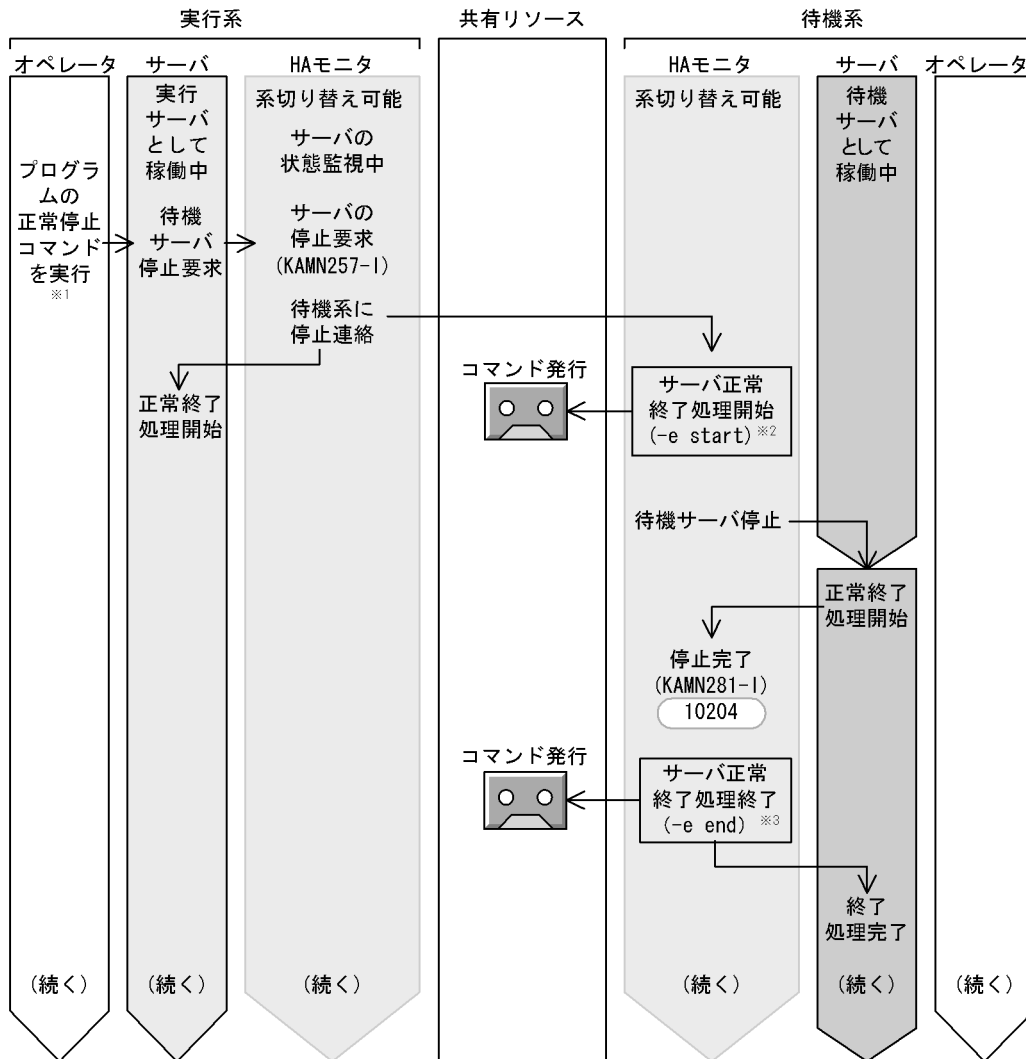 実行系
共有リソース
待機系
オペレータ
サーバ
HAモニタ
HAモニタ
サーバ
オペレータ
プログラ
ムの
正常停止
コマンド
を実行
※1
実行
サーバ
として
稼働中
待機
サーバ
停止要求
正常終了
処理開始
系切り替え可能
サーバの
状態監視中
サーバの
停止要求
(KAMN257-I)
待機系に
停止連絡
コマンド発行
コマンド発行
系切り替え可能
サーバ正常
終了処理開始
(-e start)※2
待機サーバ停止
停止完了
(KAMN281-I)
10204
サーバ正常
終了処理終了
(-e end) ※3
待機
サーバ
として
稼働中
正常終了
処理開始
終了
処理完了
(続く)
(続く)
(続く)
(続く)
(続く)
(続く)